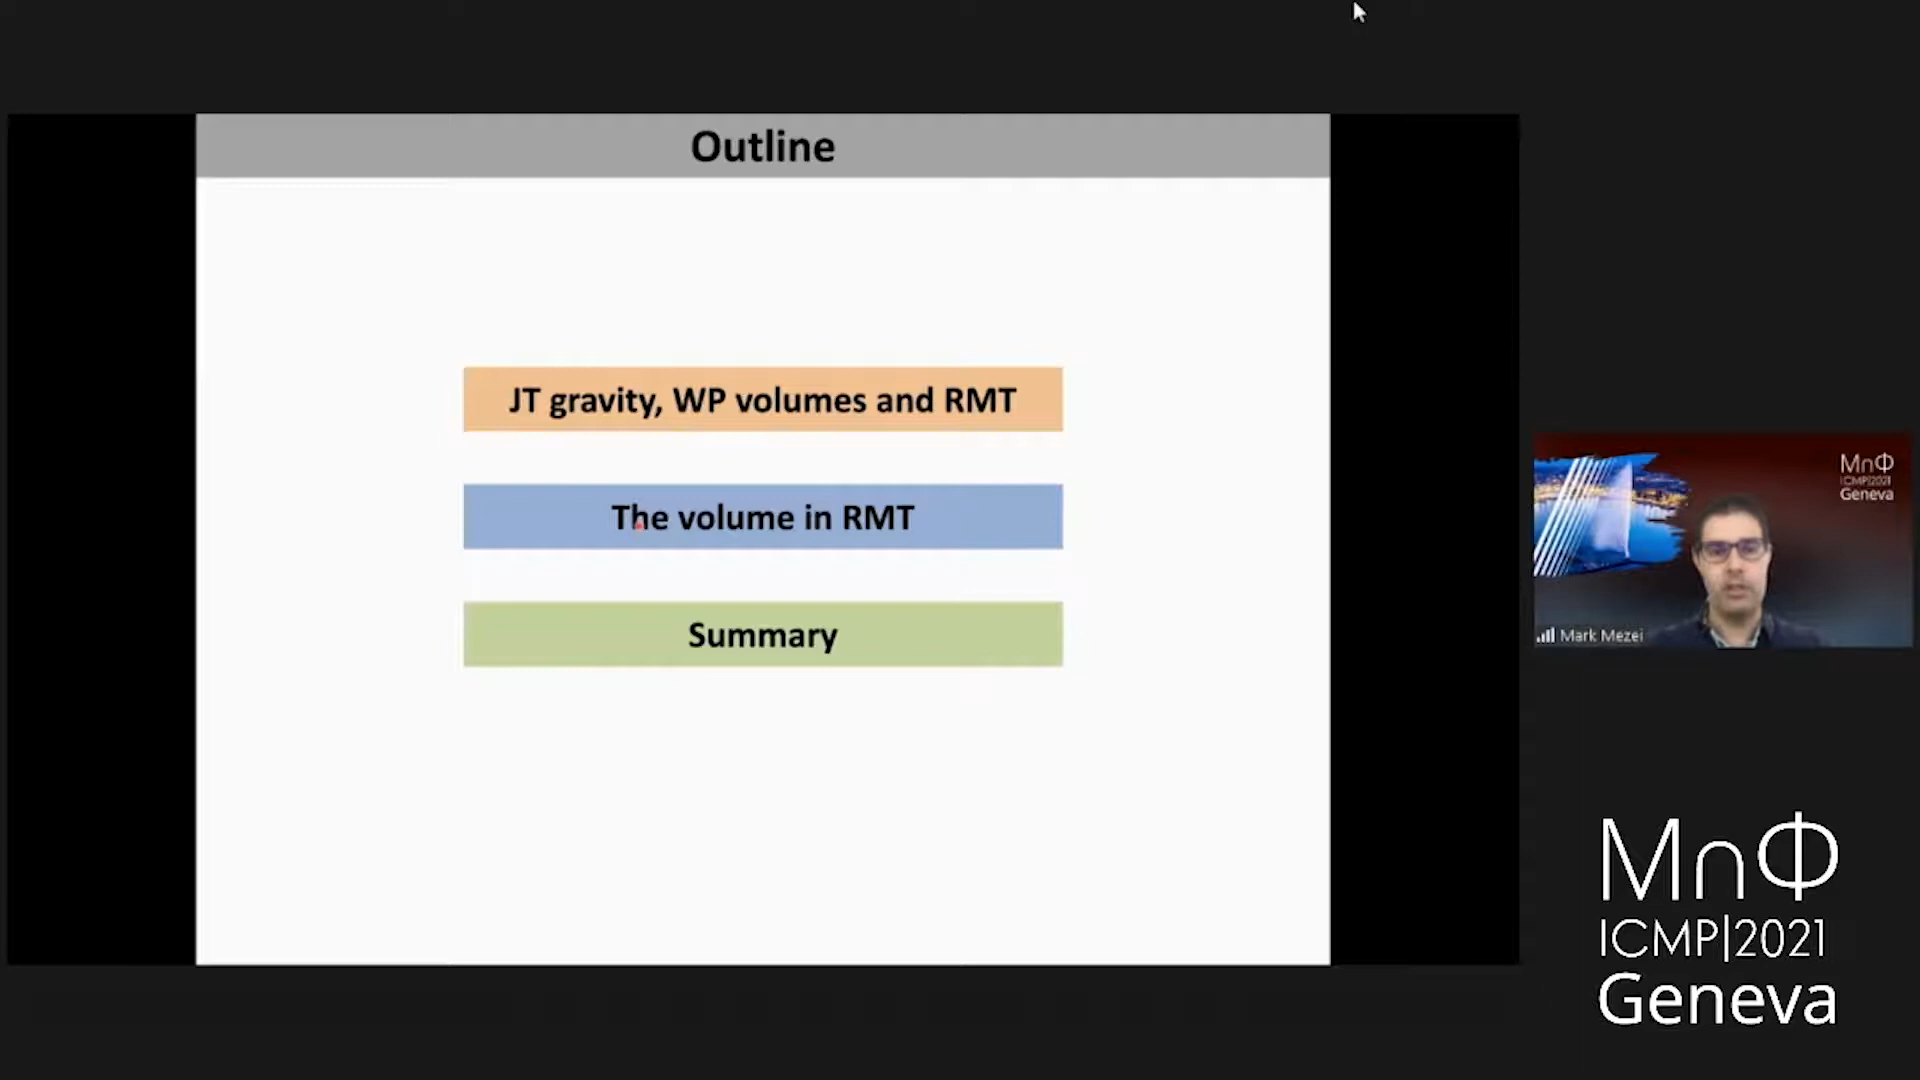 Outline
JT gravity, WP volumes and RMT
The volume in RMT
Summary
MnΦ
ICMP|2021
Geneva
Mark Mezei
MnΦ
ICMP|2021
Geneva